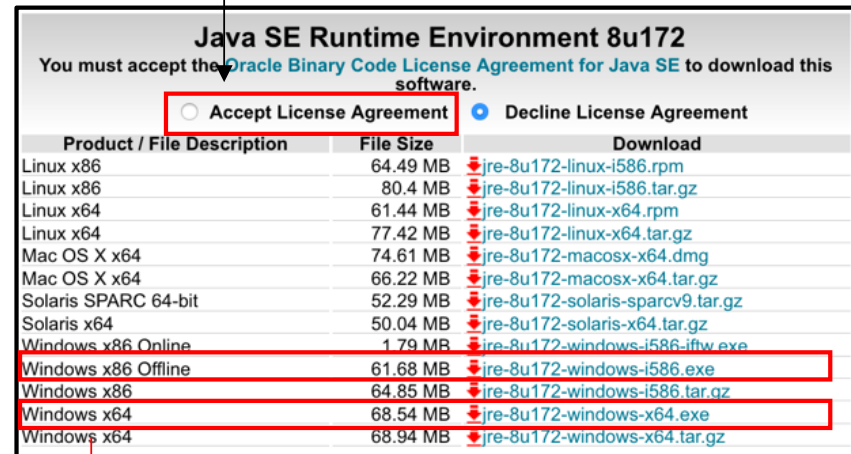 Java SE Runtime Environment 8u172
You must accept the Oracle Binary Code License Agreement for Java SE to download this
software.
Accept License Agreement Decline License Agreement
Product / File Description File Size Download
Linux x86 64.49 MB jre-8u172-linux-i586.rpm
Linux x86 80.4 MB jre-8u172-linux-i586.tar.gz
Linux x64 61.44 MB jre-8u172-linux-x64.rpm
Linux x64 77.42 MB jre-8u172-linux-x64.tar.gz
Mac OS X x64 74.61 MB jre-8u172-macosx-x64.dmg
Mac OS X x64 66.22 MB jre-8u172-macosx-x64.tar.gz
Solaris SPARC 64-bit 52.29 MB jre-8u172-solaris-sparcv9.tar.gz
Solaris x64 50.04 MB jre-8u172-solaris-x64.tar.gz
Windows x86 Online 1.79 MB jre-8u172-windows-i586-iftw.exe
Windows x86 Offline 61.68 MB jre-8u172-windows-i586.exe
Windows x86 64.85 MB jre-8u172-windows-i586.tar.gz
Windows x64 68.54 MB jre-8u172-windows-x64.exe
Windows x64 68.94 MB jre-8u172-windows-x64.tar.gz